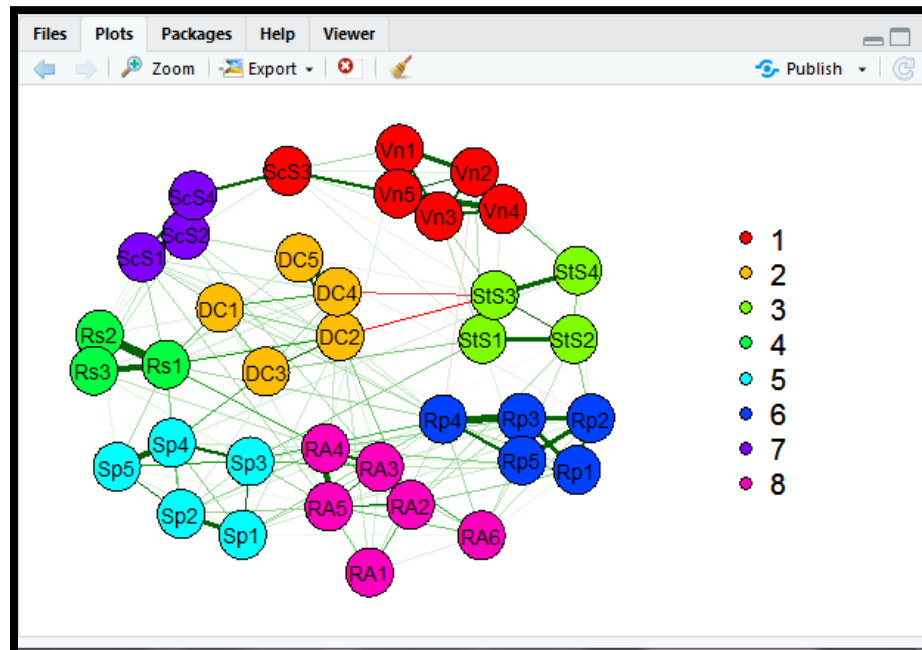 Files Plots Packages Help Viewer
Zoom Export Publish
Vn1
Vn2
ScS3
Vn5
ScS4
Vn3
Vn4
ScS2
ScS1
DC5
StS4
DC4
StS3
DC1
Rs2
DC2
StS1
StS2
Rs3
Rs1
DC3
Rp4
Rp3
Rp2
Sp4
RA4
Sp5
Sp3
RA3
Rp5
Rp1
Sp2
RA5
RA2
Sp1
RA6
RA1
1
2
3
4
5
6
7
8